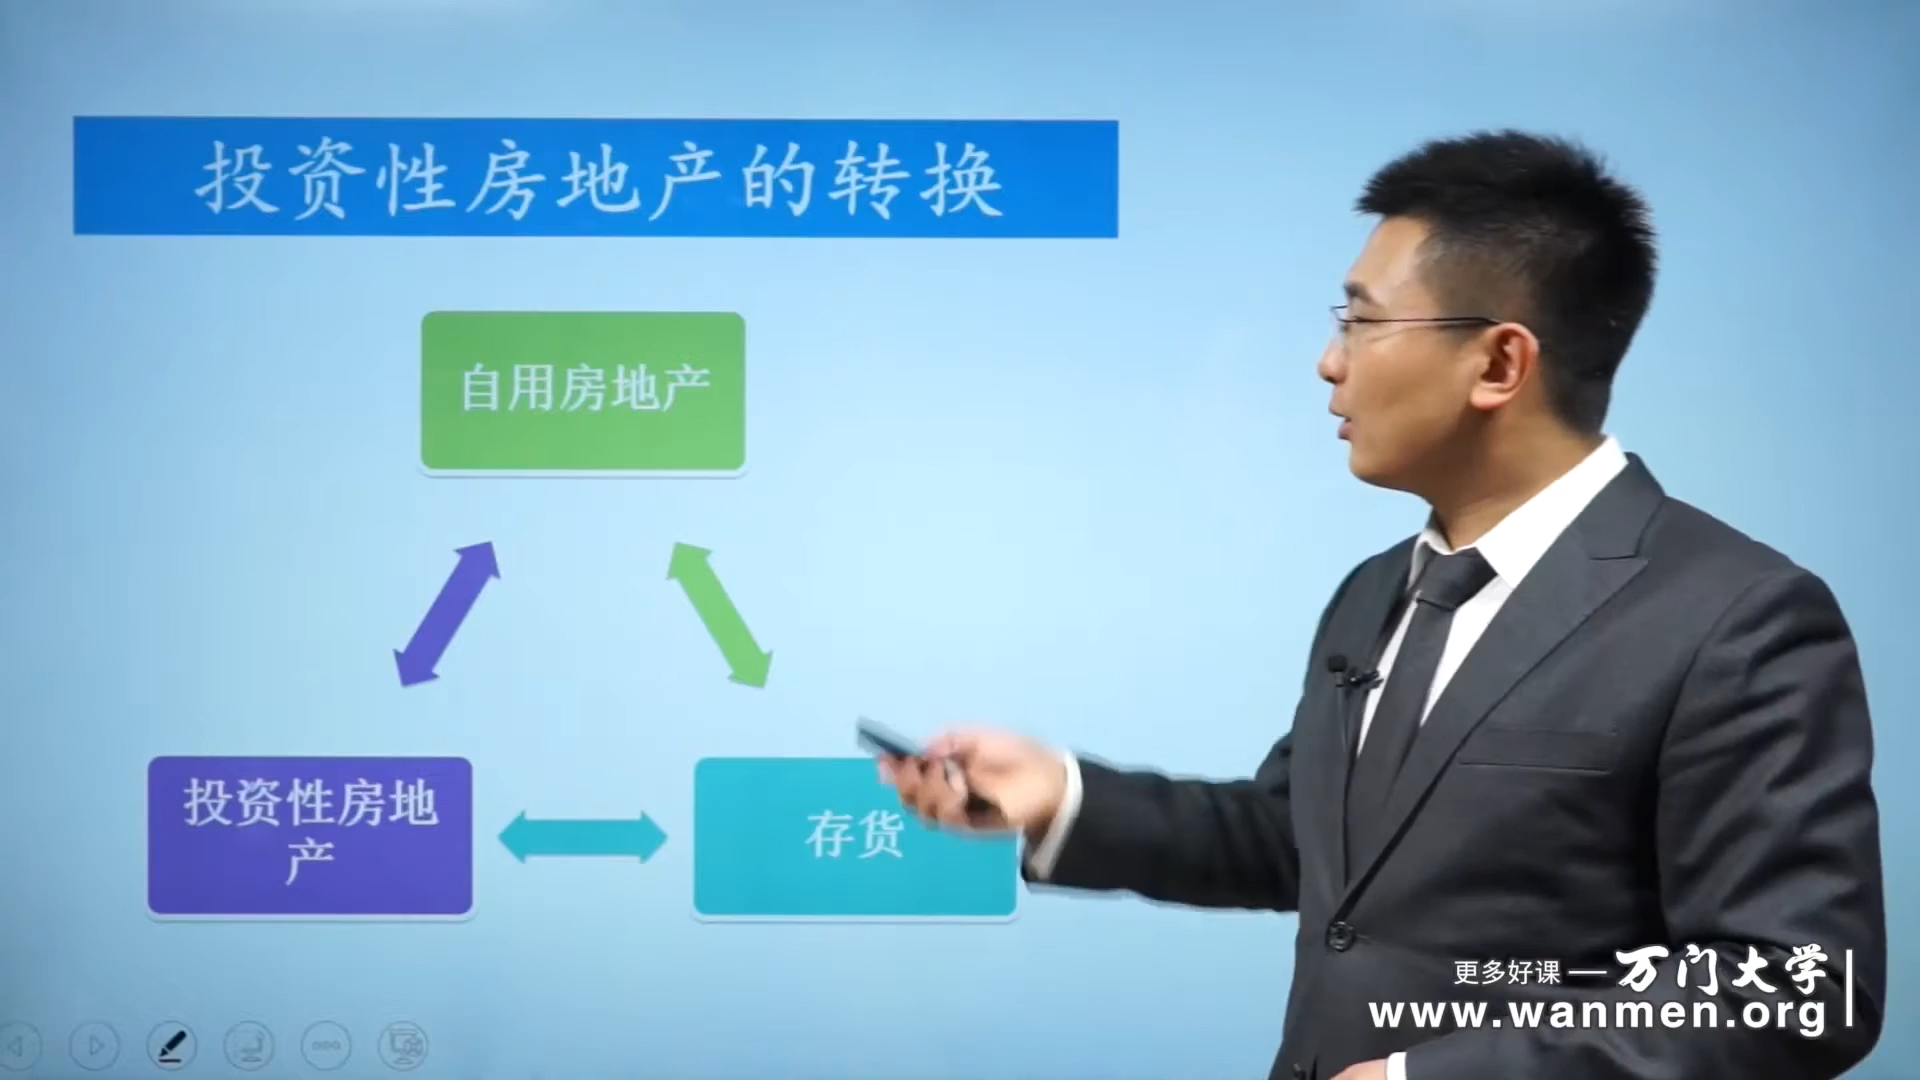 投资性房地产的转换
自用房地产
投资性房地
产
存货
更多好课 — 万门大学
www.wanmen.org